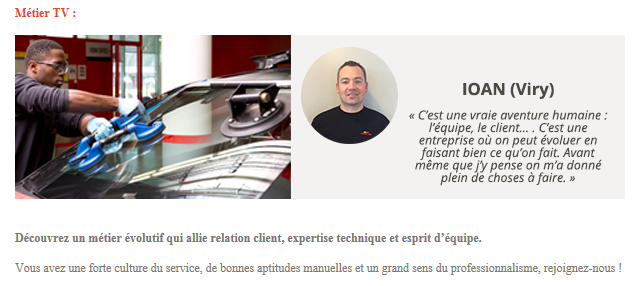 Métier TV :
IOAN (Viry)
« C'est une vraie aventure humaine :
l'équipe, le client... . C'est une
entreprise où on peut évoluer en
faisant bien ce qu'on fait. Avant
même que j'y pense on m'a donné
plein de choses à faire. »
Découvrez un métier évolutif qui allie relation client, expertise technique et esprit d’équipe.
Vous avez une forte culture du service, de bonnes aptitudes manuelles et un grand sens du professionnalisme, rejoignez-nous !